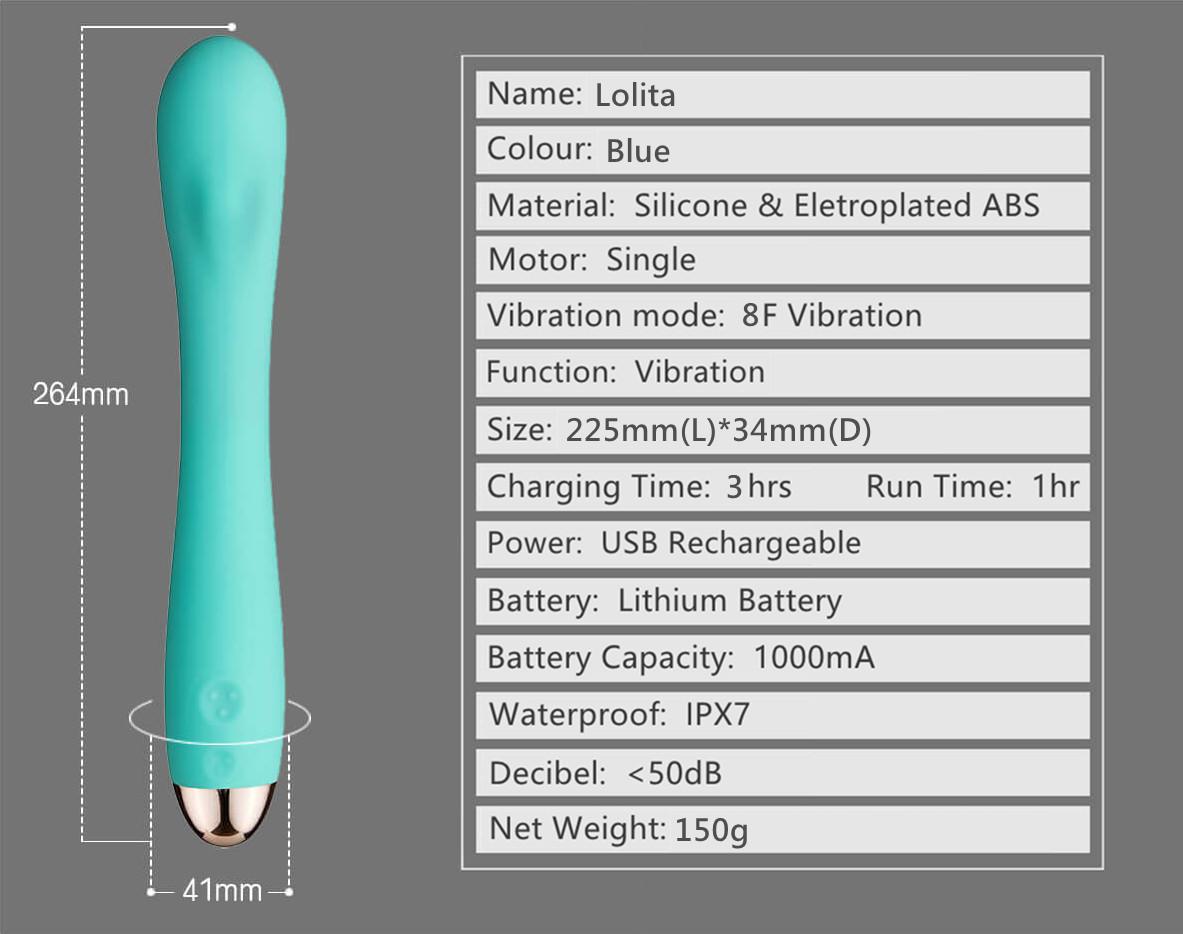 Name: Lolita
Colour: Blue
Material: Silicone & Eletroplated ABS
Motor: Single
Vibration mode: 8F Vibration
Function: Vibration
264mm
Size: 225mm(L)*34mm(D)
Charging Time: 3hrs Run Time: 1hr
Power: USB Rechargeable
Battery: Lithium Battery
Battery Capacity: 1000mA
Waterproof: IPX7
Decibel: <50dB
Net Weight: 150g
41mm